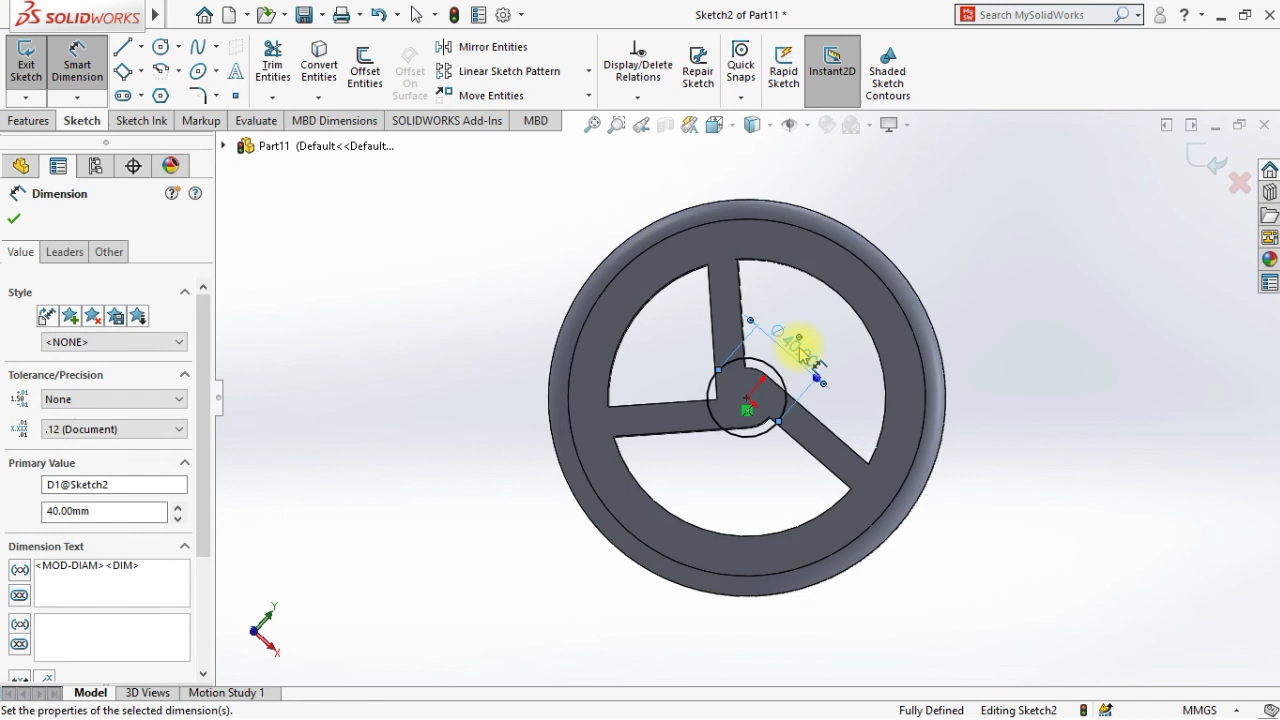 SOLIDWORKS
Sketch2 of Part11 *
Search MySolidWorks
?
Exit Sketch
Smart Dimension
Trim Entities
Convert Entities
Offset Entities
Offset On Surface
Mirror Entities
Linear Sketch Pattern
Move Entities
Display/Delete Relations
Repair Sketch
Quick Snaps
Rapid Sketch
Instant2D
Shaded Sketch Contours
Features
Sketch
Sketch Ink
Markup
Evaluate
MBD Dimensions
SOLIDWORKS Add-Ins
MBD
Part11 (Default<<Default...
Dimension
Value
Leaders
Other
Style
<NONE>
Tolerance/Precision
None
.12 (Document)
Primary Value
D1@Sketch2
40.00mm
Dimension Text
<MOD-DIAM><DIM>
Y
X
Model
3D Views
Motion Study 1
Set the properties of the selected dimension(s).
Fully Defined
Editing Sketch2
MMGS